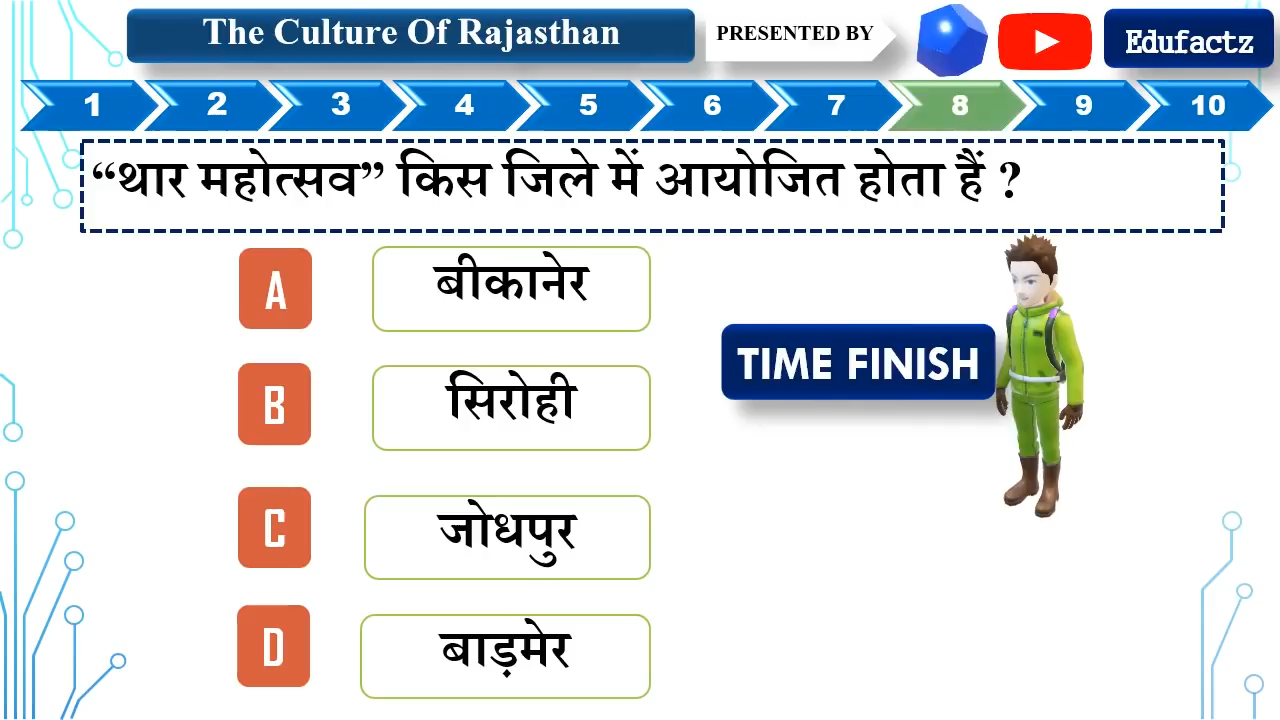 The Culture Of Rajasthan
PRESENTED BY
Edufactz
1 2 3 4 5 6 7 8 9 10
“थार महोत्सव” किस जिले में आयोजित होता हैं ?
A बीकानेर
B सिरोही
TIME FINISH
C जोधपुर
D बाड़मेर